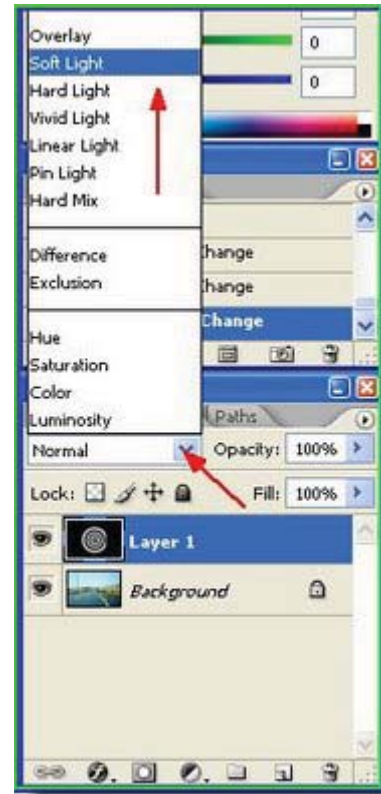 Overlay
0
Soft Light
Hard Light
0
Vivid Light
Linear Light
Pin Light
Hard Mix
Difference
hange
Exclusion
hange
Change
Hue
Saturation
Color
Luminosity
Paths
Normal
Opacity: 100%
Lock:
Fill: 100%
Layer 1
Background